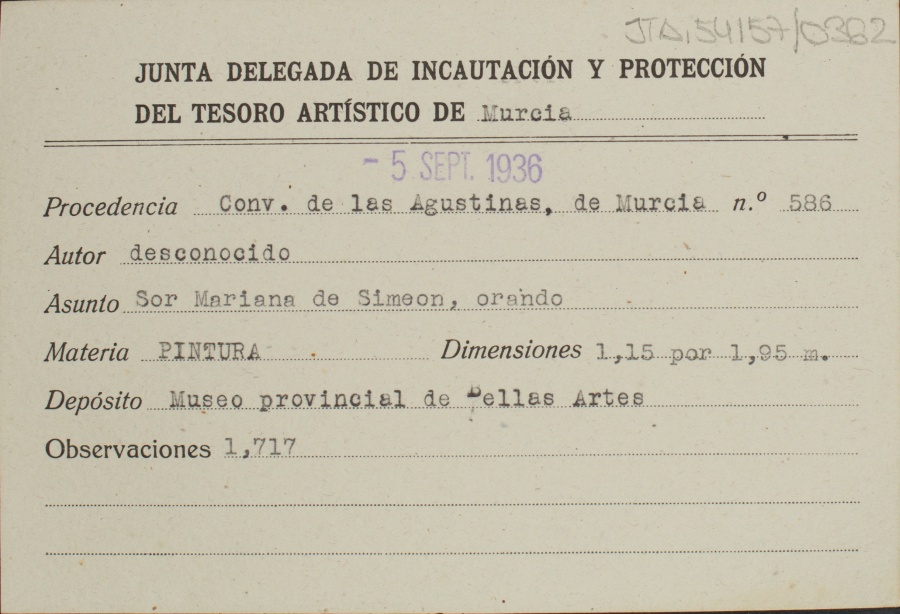 JTA,54157/0362
JUNTA DELEGADA DE INCAUTACIÓN Y PROTECCIÓN
DEL TESORO ARTÍSTICO DE Murcia
- 5 SEPT. 1936
Procedencia Conv. de las Agustinas, de Murcia n.º 586
Autor desconocido
Asunto Sor Mariana de Simeon, orando
Materia PINTURA Dimensiones 1,15 por 1,95 m.
Depósito Museo provincial de Bellas Artes
Observaciones 1,717